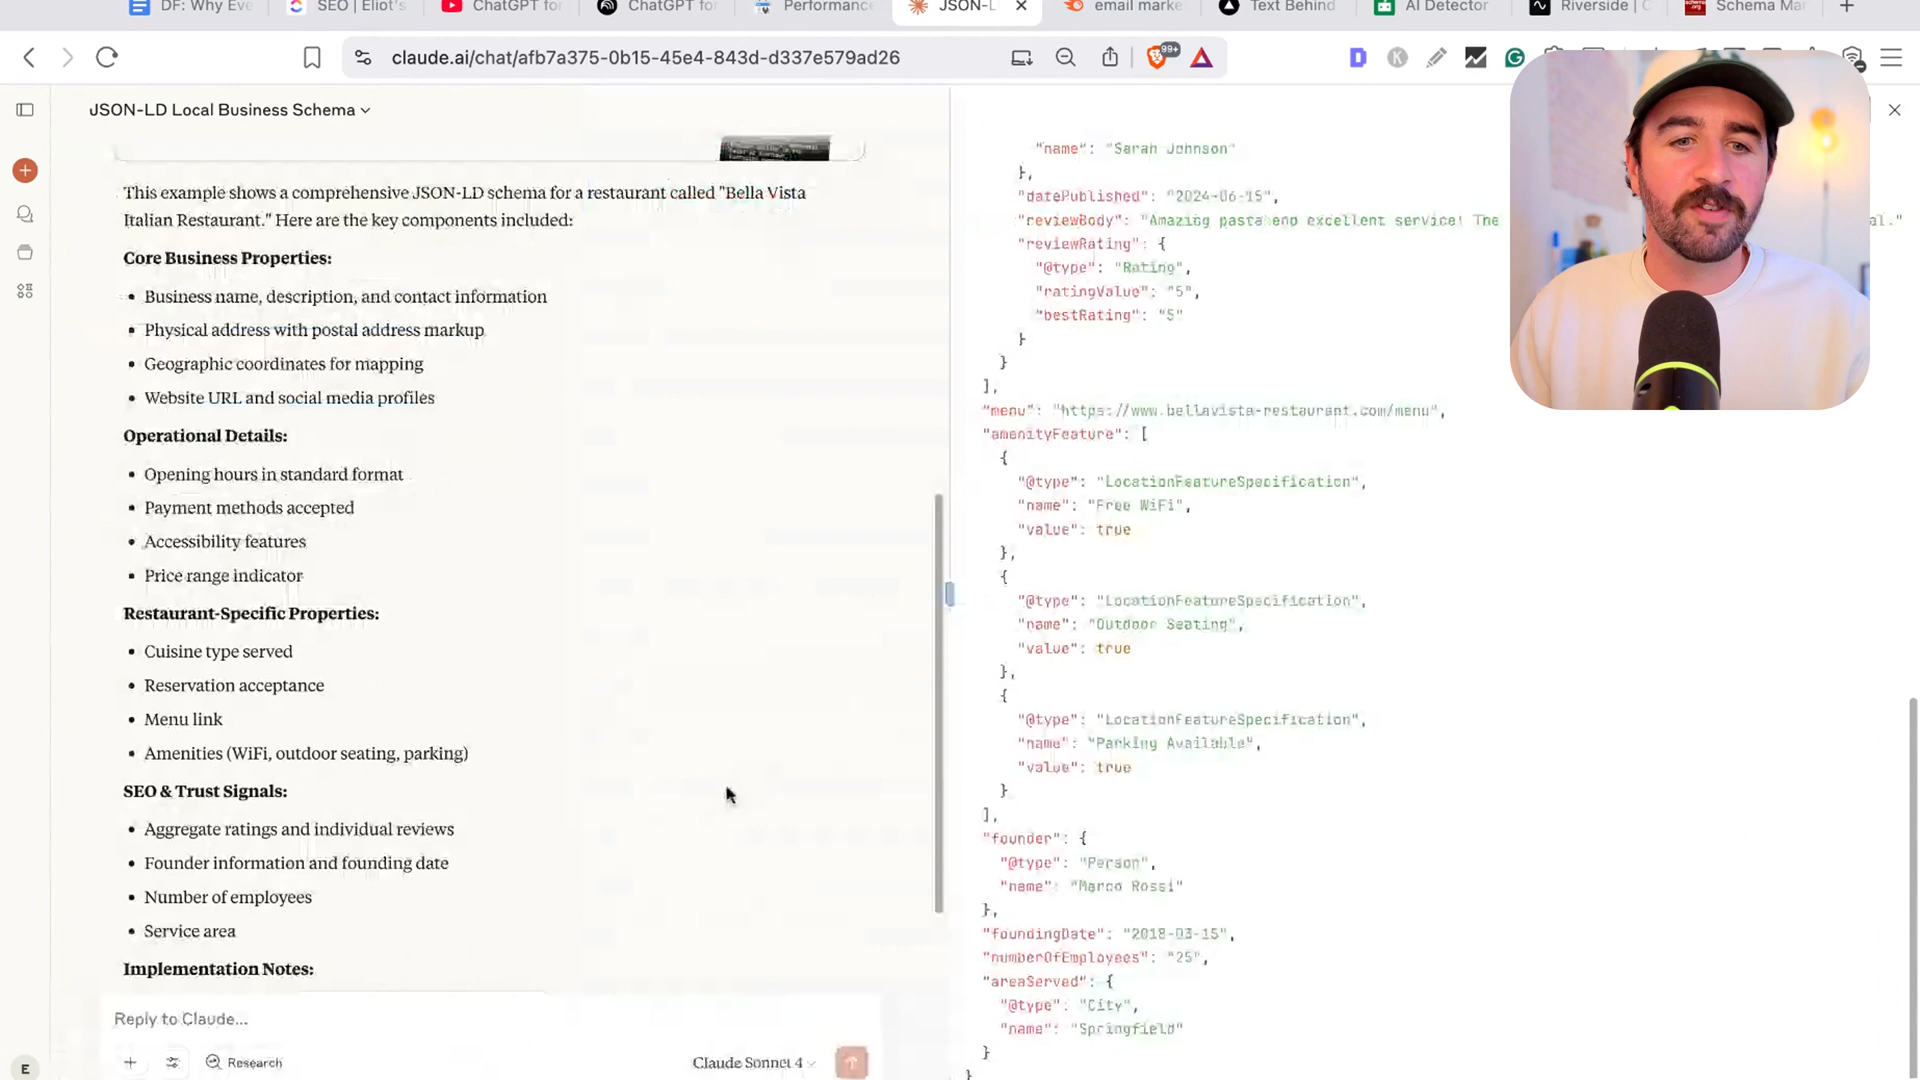 DF: Why Eve
SEO | Eliot's
ChatGPT for
ChatGPT for
Performance
JSON-L
email marke
Text Behind
AI Detector
Riverside | C
Schema Mar
claude.ai/chat/afb7a375-0b15-45e4-843d-d337e579ad26
99+
JSON-LD Local Business Schema
This example shows a comprehensive JSON-LD schema for a restaurant called "Bella Vista
Italian Restaurant." Here are the key components included:
Core Business Properties:
• Business name, description, and contact information
• Physical address with postal address markup
• Geographic coordinates for mapping
• Website URL and social media profiles
Operational Details:
• Opening hours in standard format
• Payment methods accepted
• Accessibility features
• Price range indicator
Restaurant-Specific Properties:
• Cuisine type served
• Reservation acceptance
• Menu link
• Amenities (WiFi, outdoor seating, parking)
SEO & Trust Signals:
• Aggregate ratings and individual reviews
• Founder information and founding date
• Number of employees
• Service area
Implementation Notes:
Reply to Claude...
Research
Claude Sonnet 4
E
"name": "Sarah Johnson"
},
"datePublished": "2024-06-15",
"reviewBody": "Amazing pasta and excellent service! The
al."
"reviewRating": {
"@type": "Rating",
"ratingValue": "5",
"bestRating": "5"
}
}
],
"menu": "https://www.bellavista-restaurant.com/menu",
"amenityFeature": [
{
"@type": "LocationFeatureSpecification",
"name": "Free WiFi",
"value": true
},
{
"@type": "LocationFeatureSpecification",
"name": "Outdoor Seating",
"value": true
},
{
"@type": "LocationFeatureSpecification",
"name": "Parking Available",
"value": true
}
],
"founder": {
"@type": "Person",
"name": "Marco Rossi"
},
"foundingDate": "2018-03-15",
"numberOfEmployees": "25",
"areaServed": {
"@type": "City",
"name": "Springfield"
}
}